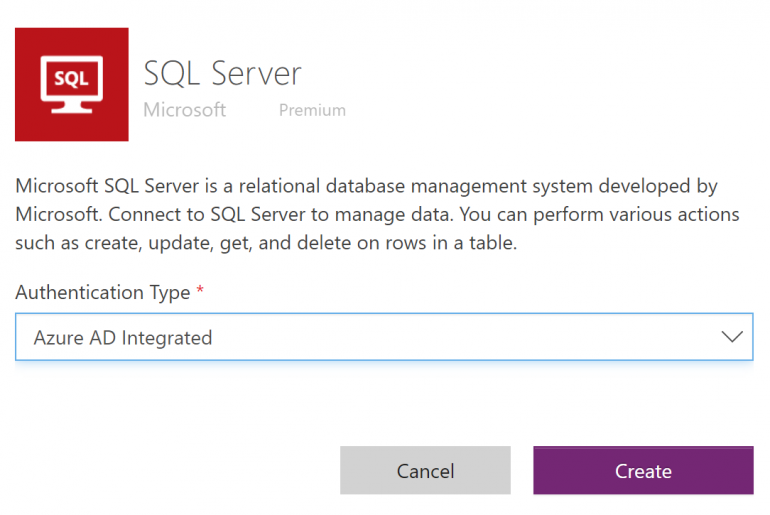 SQL
SQL Server
Microsoft Premium
Microsoft SQL Server is a relational database management system developed by
Microsoft. Connect to SQL Server to manage data. You can perform various actions
such as create, update, get, and delete on rows in a table.
Authentication Type *
Azure AD Integrated
Cancel Create